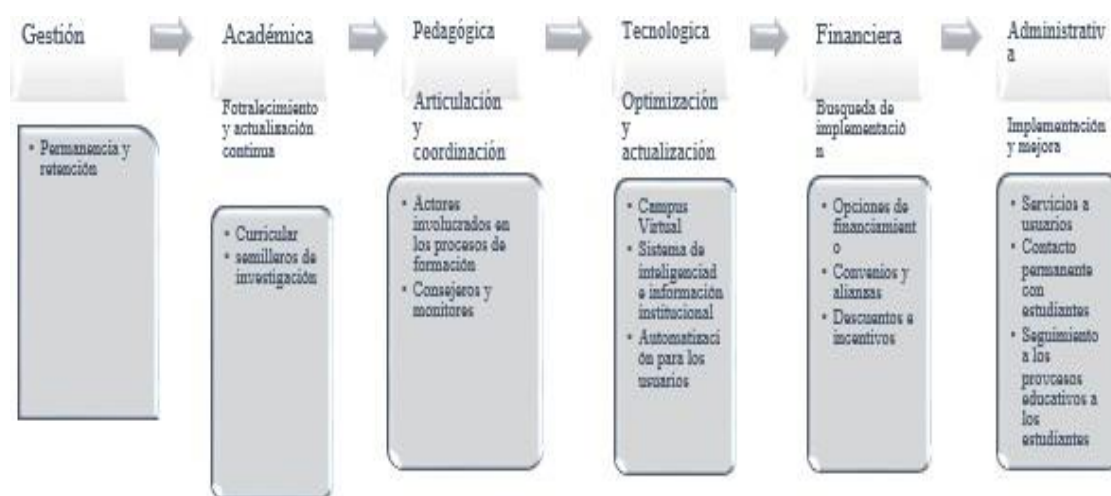 Gestión
• Permanencia y
retención
Académica
Fotralecimiento
y actualización
continua
• Curricular
• semilleros de
investigación
Pedagógica
Articulación
y
coordinación
• Actores
involucrados en
los procesos de
formación
• Consejeros y
monitores
Tecnologica
Optimización
y
actualización
• Campus
Virtual
• Sistema de
inteligenciad
e información
institucional
• Automatizaci
ón para los
usuarios
Financiera
Busqueda de
implementació
n
• Opciones de
financiamient
o
• Convenios y
alianzas
• Descuentos e
incentivos
Administrativ
a
Implementación
y mejora
• Servicios a
usuarios
• Contacto
permanente
con
estudiantes
• Seguimiento
a los
provcesos
educativos a
los
estudiantes